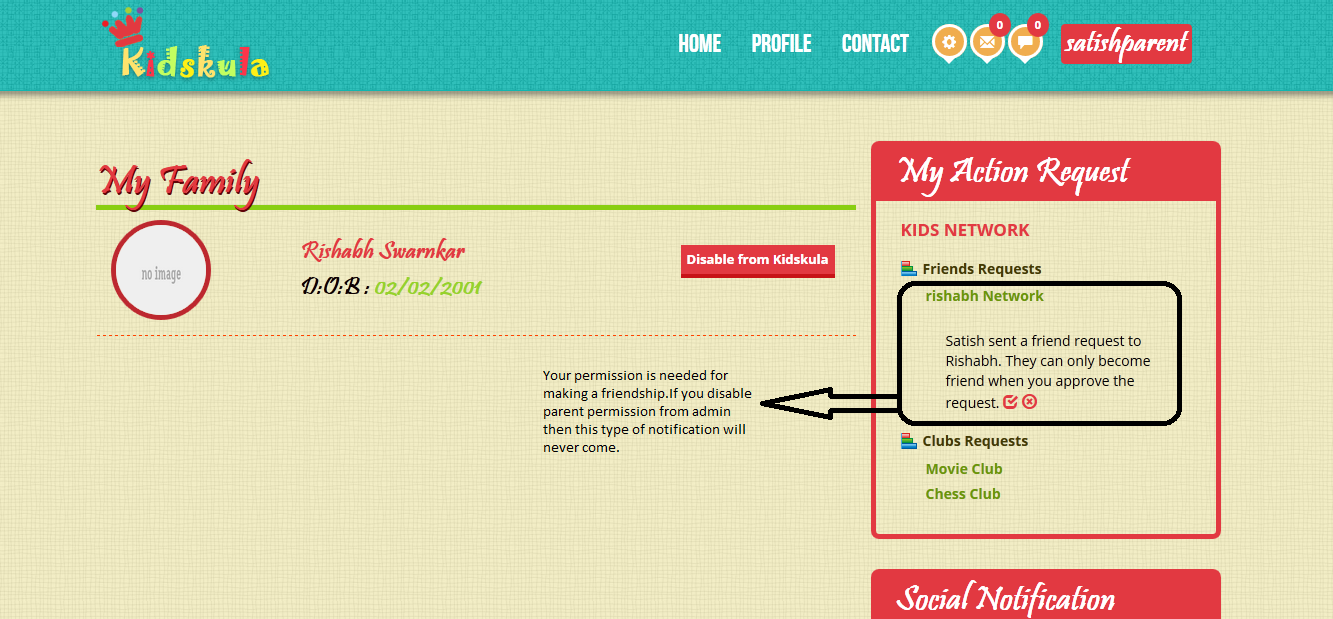 Kidskula
HOME PROFILE CONTACT 0 0 satishparent
My Family
no image
Rishabh Swarnkar
D.O.B : 02/02/2001
Disable from Kidskula
Your permission is needed for
making a friendship.If you disable
parent permission from admin
then this type of notification will
never come.
My Action Request
KIDS NETWORK
Friends Requests
rishabh Network
Satish sent a friend request to
Rishabh. They can only become
friend when you approve the
request.
Clubs Requests
Movie Club
Chess Club
Social Notification